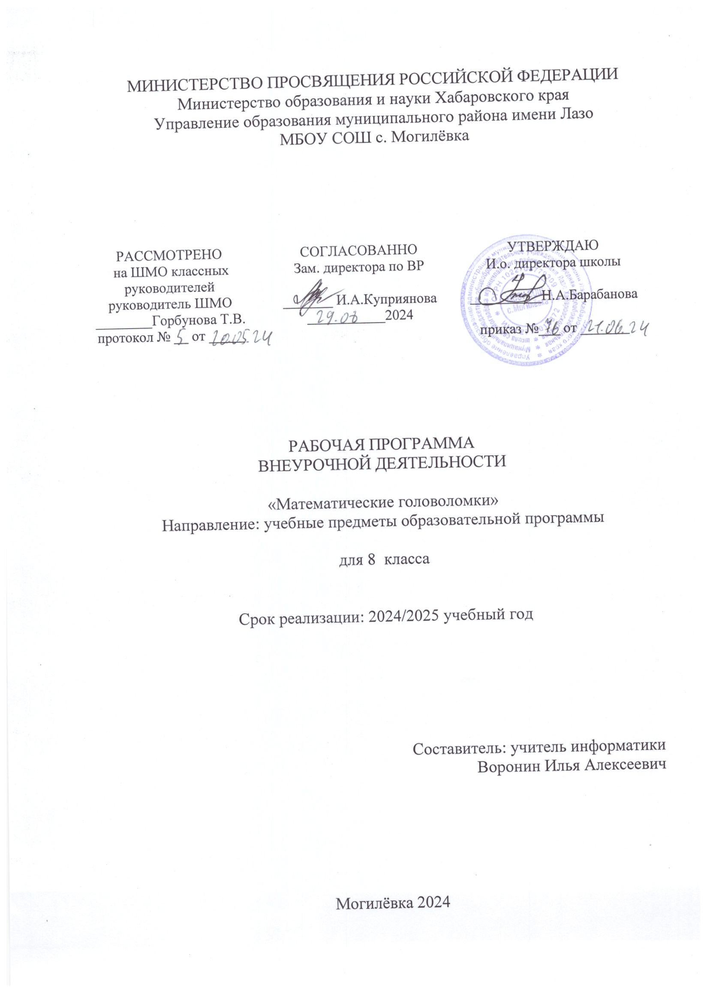 МИНИСТЕРСТВО ПРОСВЯЩЕНИЯ РОССИЙСКОЙ ФЕДЕРАЦИИ
Министерство образования и науки Хабаровского края
Управление образования муниципального района имени Лазо
МБОУ СОШ с. Могилёвка
РАССМОТРЕНО
на ШМО классных
руководителей
руководитель ШМО
________Горбунова Т.В.
протокол № 5 от 20.05.24
СОГЛАСОВАННО
Зам. директора по ВР
_______ И.А.Куприянова
29.08 2024
УТВЕРЖДАЮ
И.о. директора школы
__________Н.А.Барабанова
приказ № 76 от 21.06.24
с.Могилёвка
РАБОЧАЯ ПРОГРАММА
ВНЕУРОЧНОЙ ДЕЯТЕЛЬНОСТИ
«Математические головоломки»
Направление: учебные предметы образовательной программы
для 8 класса
Срок реализации: 2024/2025 учебный год
Составитель: учитель информатики
Воронин Илья Алексеевич
Могилёвка 2024